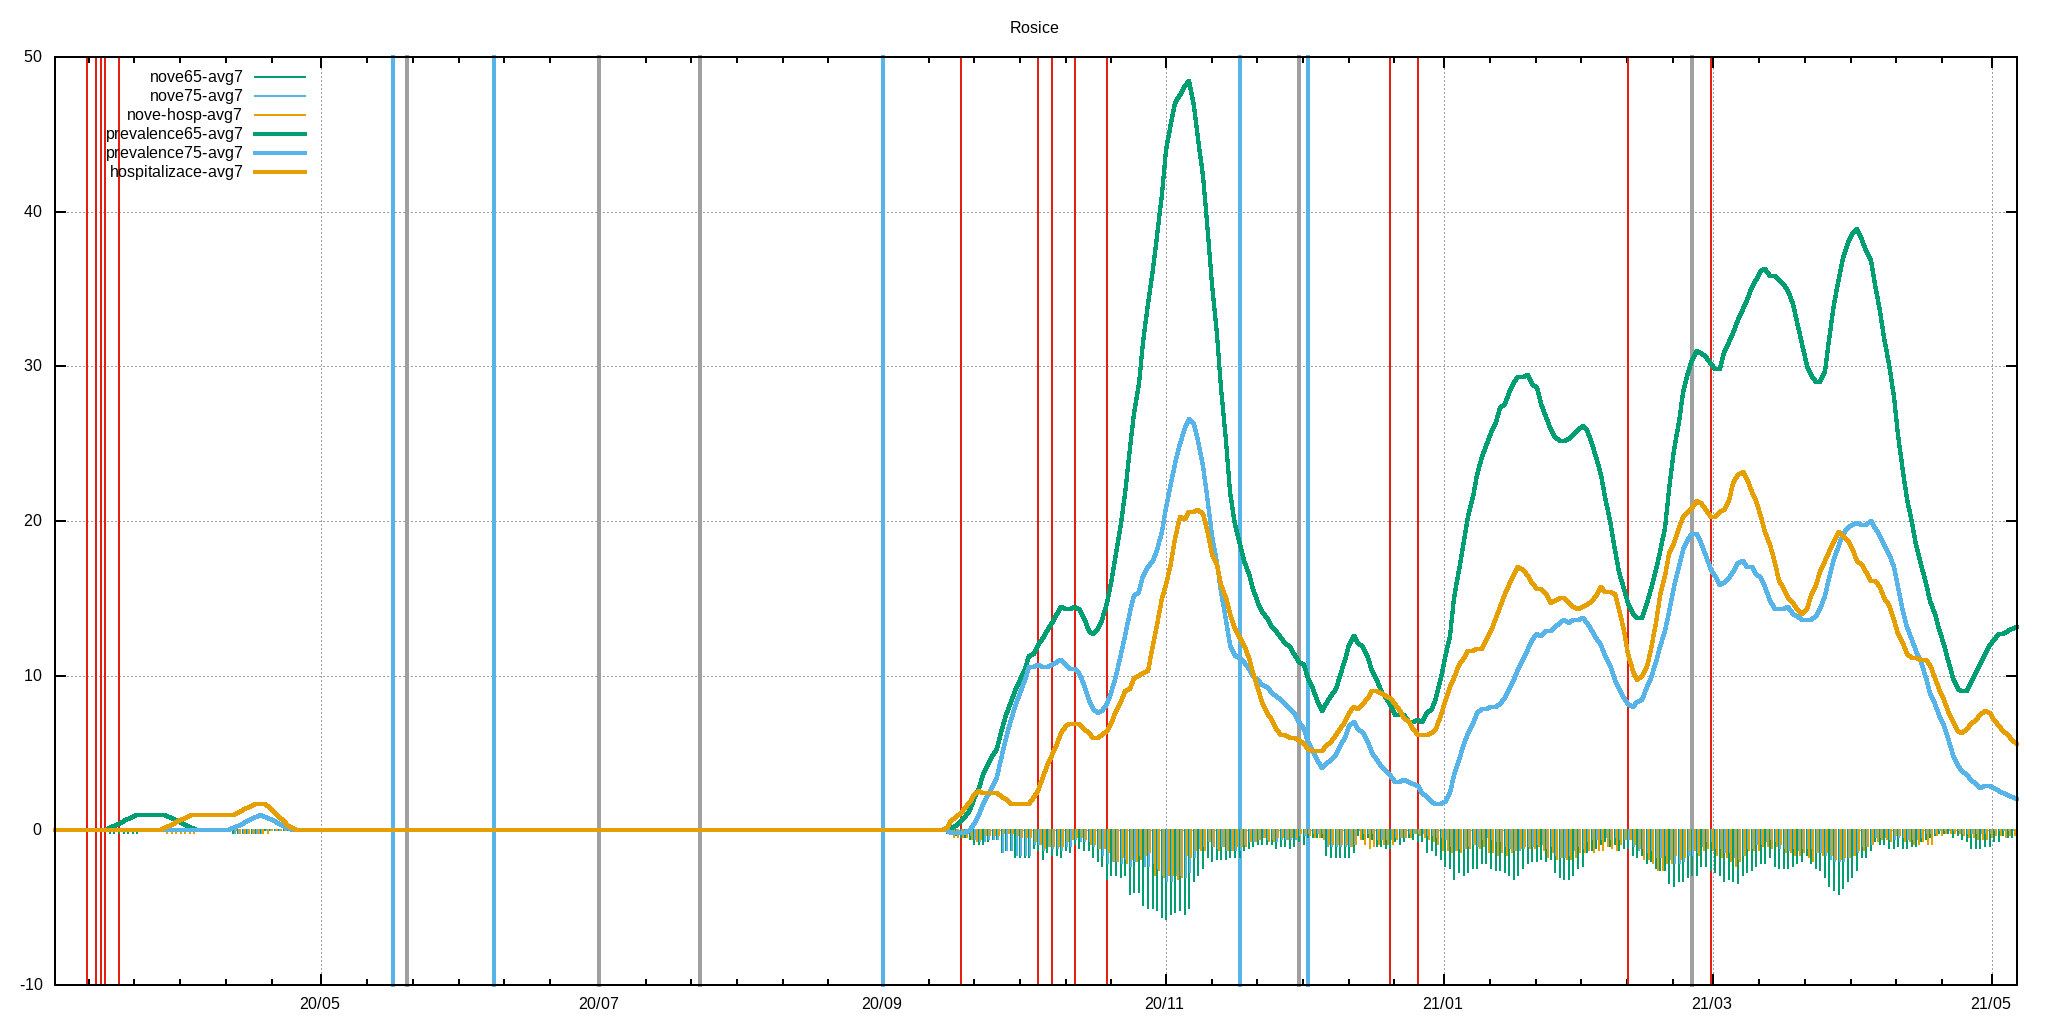 Rosice
50
nove65-avg7
nove75-avg7
nove-hosp-avg7
prevalence65-avg7
prevalence75-avg7
hospitalizace-avg7
40
30
20
10
0
-10
20/05
20/07
20/09
20/11
21/01
21/03
21/05